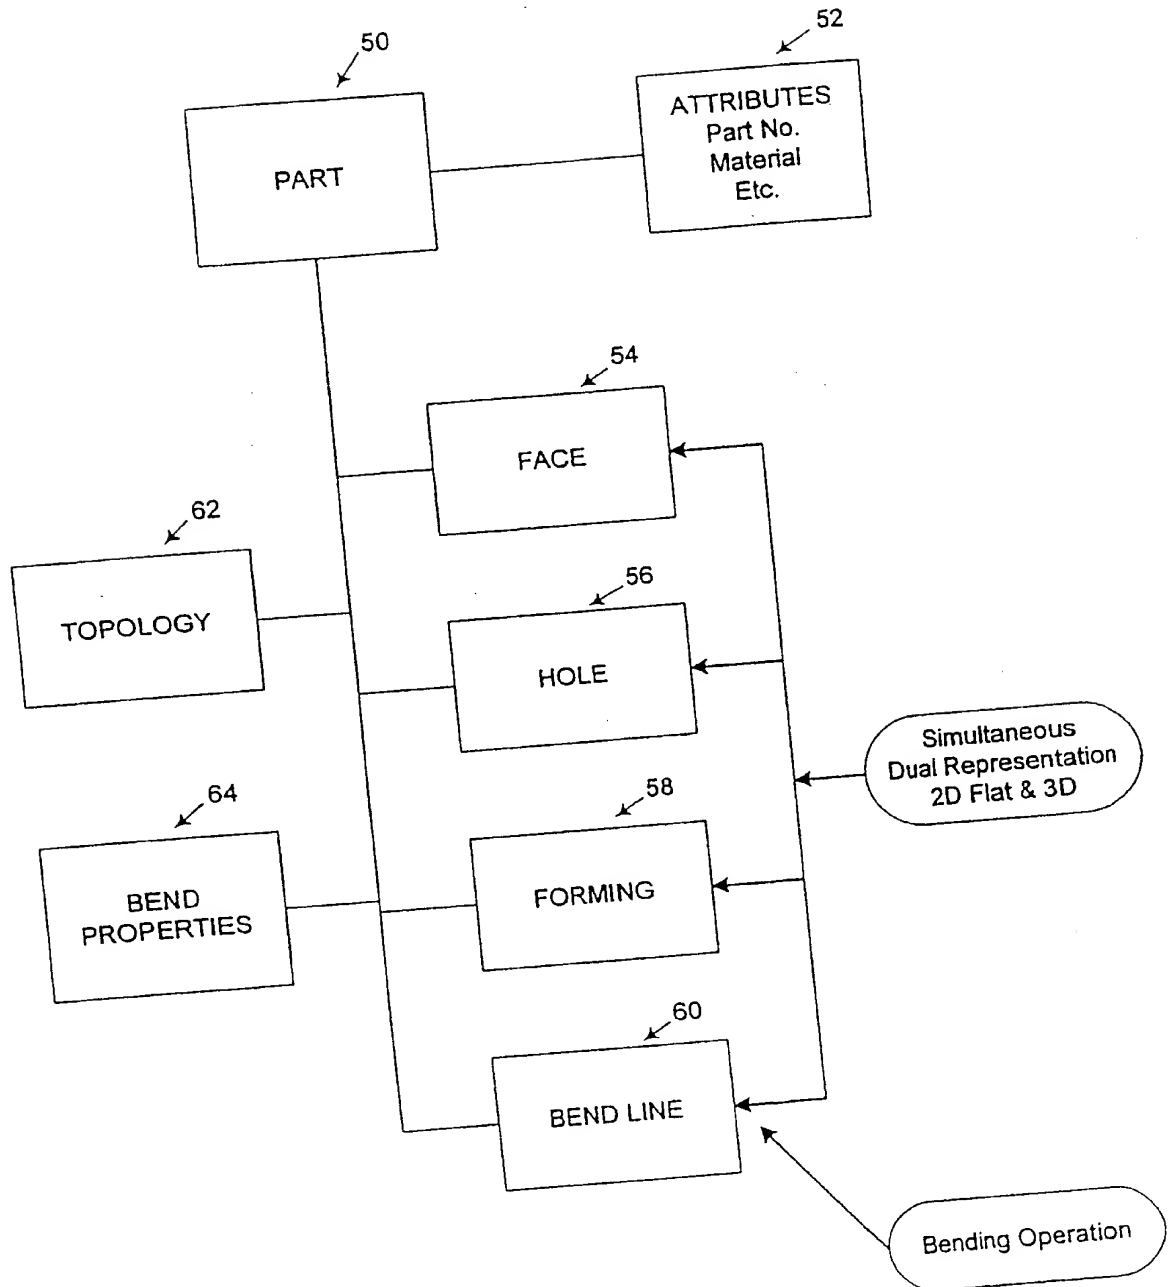 50
52
PART
ATTRIBUTES
Part No.
Material
Etc.
54
FACE
62
TOPOLOGY
56
HOLE
Simultaneous
Dual Representation
2D Flat & 3D
64
BEND
PROPERTIES
58
FORMING
60
BEND LINE
Bending Operation